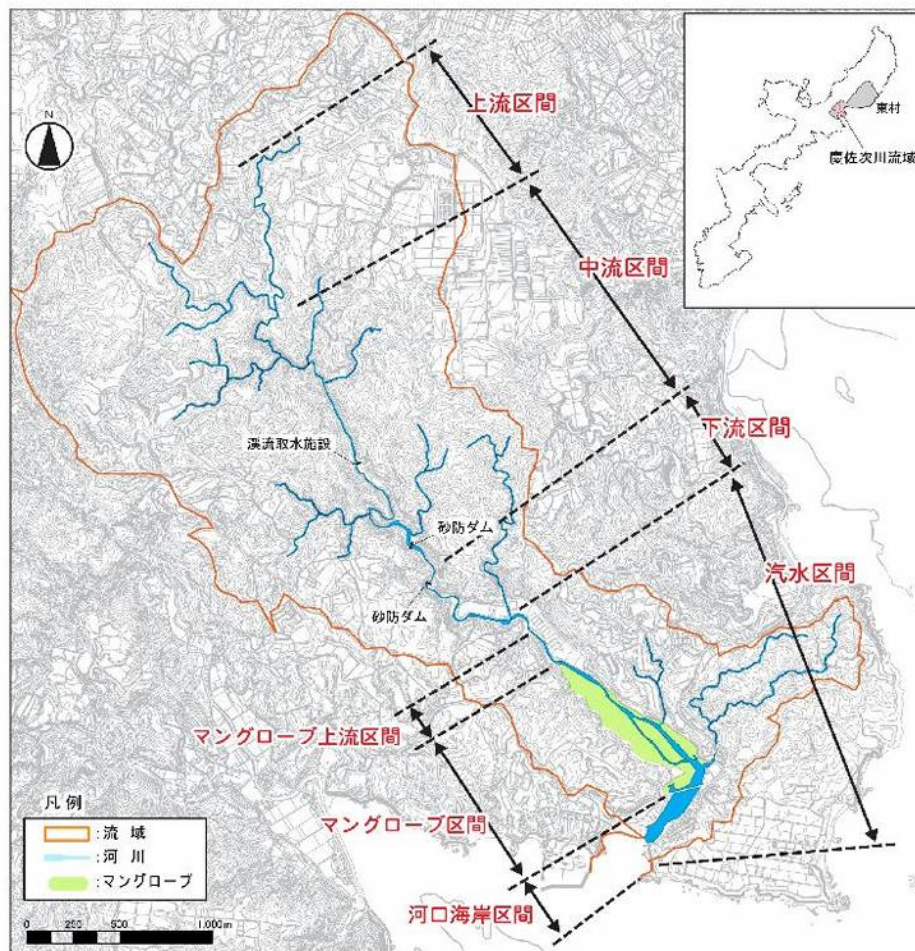 N
東村
慶佐次川流域
上流区間
中流区間
下流区間
汽水区間
渓流取水施設
砂防ダム
砂防ダム
マングローブ上流区間
マングローブ区間
河口海岸区間
凡例
:流 域
:河 川
:マングローブ
0 250 500 1,000m